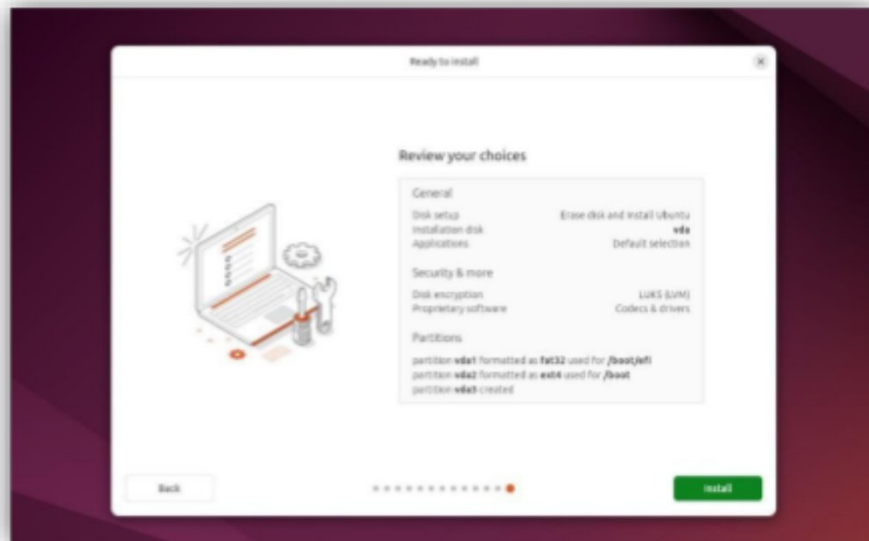 Ready to install
Review your choices
General
Disk setup Erase disk and install Ubuntu
Installation disk vda
Applications Default selection
Security & more
Disk encryption LUKS (LVM)
Proprietary software Codecs & drivers
Partitions
partition vda1 formatted as fat32 used for /boot/efi
partition vda2 formatted as ext4 used for /boot
partition vda3 created
Back
Install